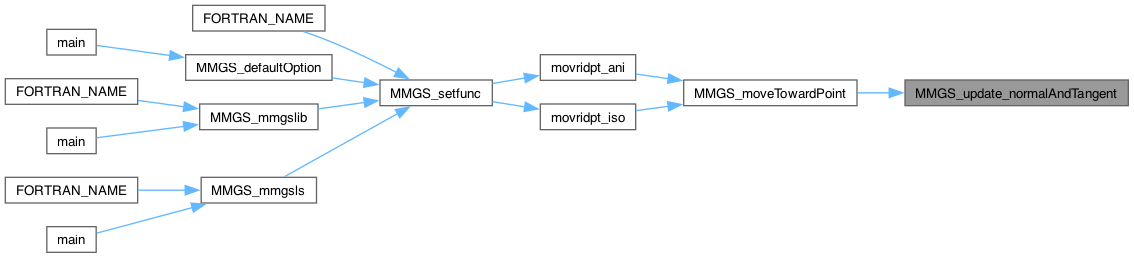 FORTRAN_NAME
main
MMGS_defaultOption
movridpt_ani
FORTRAN_NAME
MMGS_setfunc
MMGS_moveTowardPoint
MMGS_update_normalAndTangent
MMGS_mmgslib
movridpt_iso
main
FORTRAN_NAME
MMGS_mmgsls
main